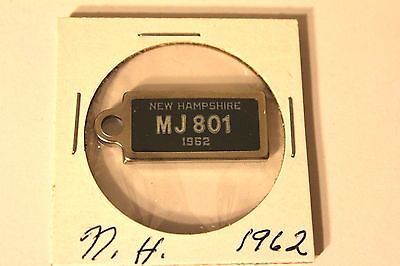 NEW HAMPSHIRE
MJ 801
1962
N. H. 1962